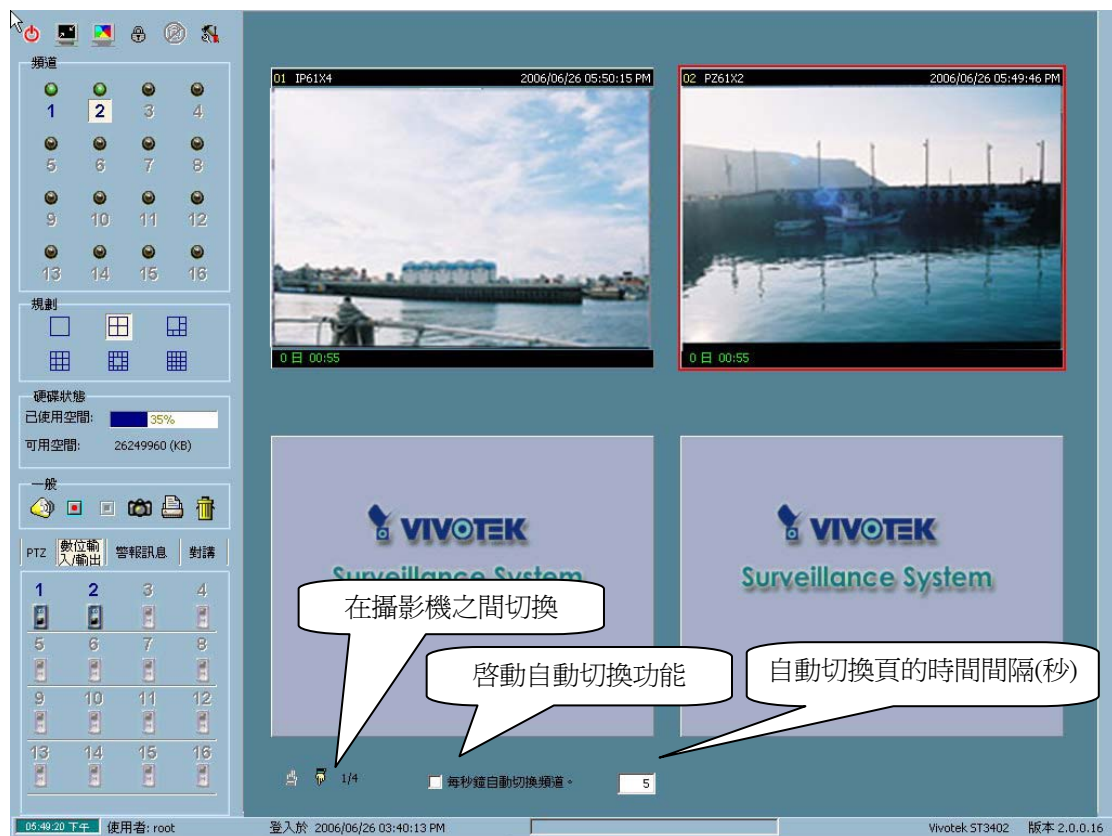 頻道
1 2 3 4
5 6 7 8
9 10 11 12
13 14 15 16
規劃
硬碟狀態
已使用空間: 35%
可用空間: 26249960 (KB)
一般
PTZ 數位輸入/輸出 警報訊息 對講
1 2 3 4
5 6 7 8
9 10 11 12
13 14 15 16
01 IP61X4 2006/06/26 05:50:15 PM
0 日 00:55
02 PZ61X2 2006/06/26 05:49:46 PM
0 日 00:55
VIVOTEK
Surveillance System
VIVOTEK
Surveillance System
在攝影機之間切換
啓動自動切換功能
自動切換頁的時間間隔(秒)
1/4
每秒鐘自動切換頻道。
5
05:49:20 下午 使用者: root 登入於 2006/06/26 03:40:13 PM Vivotek ST3402 版本 2.0.0.16